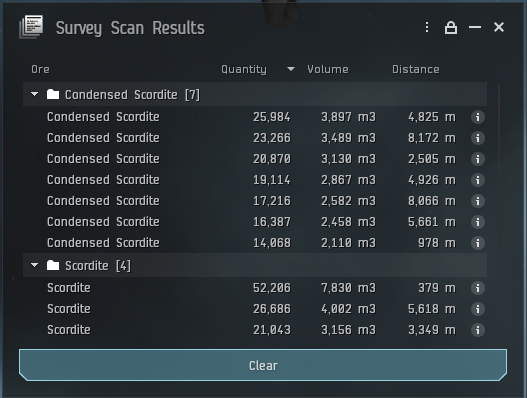 Survey Scan Results
Ore Quantity Volume Distance
Condensed Scordite [7]
Condensed Scordite 25,984 3,897 m3 4,825 m
Condensed Scordite 23,266 3,489 m3 8,172 m
Condensed Scordite 20,870 3,130 m3 2,505 m
Condensed Scordite 19,114 2,867 m3 4,926 m
Condensed Scordite 17,216 2,582 m3 8,066 m
Condensed Scordite 16,387 2,458 m3 5,661 m
Condensed Scordite 14,068 2,110 m3 978 m
Scordite [4]
Scordite 52,206 7,830 m3 379 m
Scordite 26,686 4,002 m3 5,618 m
Scordite 21,043 3,156 m3 3,349 m
Clear